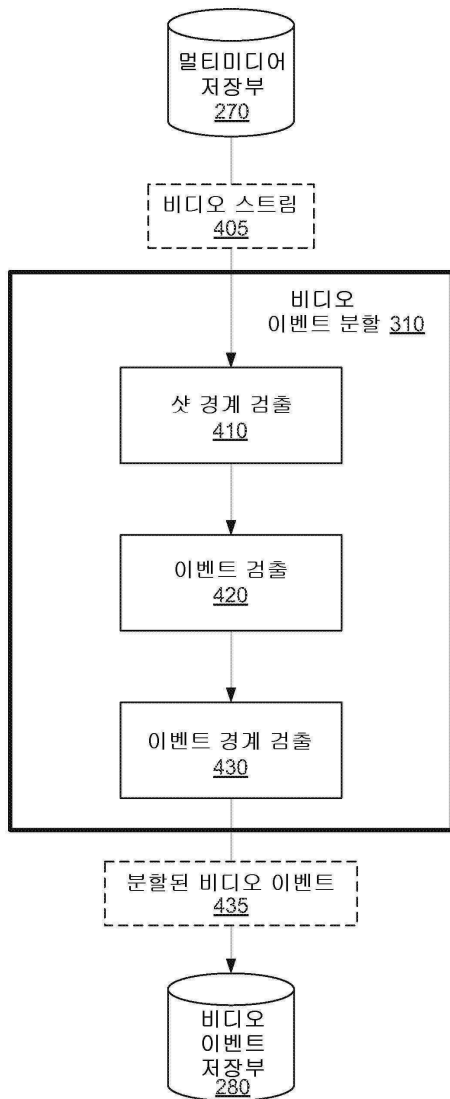 멀티미디어
저장부
270
비디오 스트림
405
비디오
이벤트 분할 310
샷 경계 검출
410
이벤트 검출
420
이벤트 경계 검출
430
분할된 비디오 이벤트
435
비디오
이벤트
저장부
280